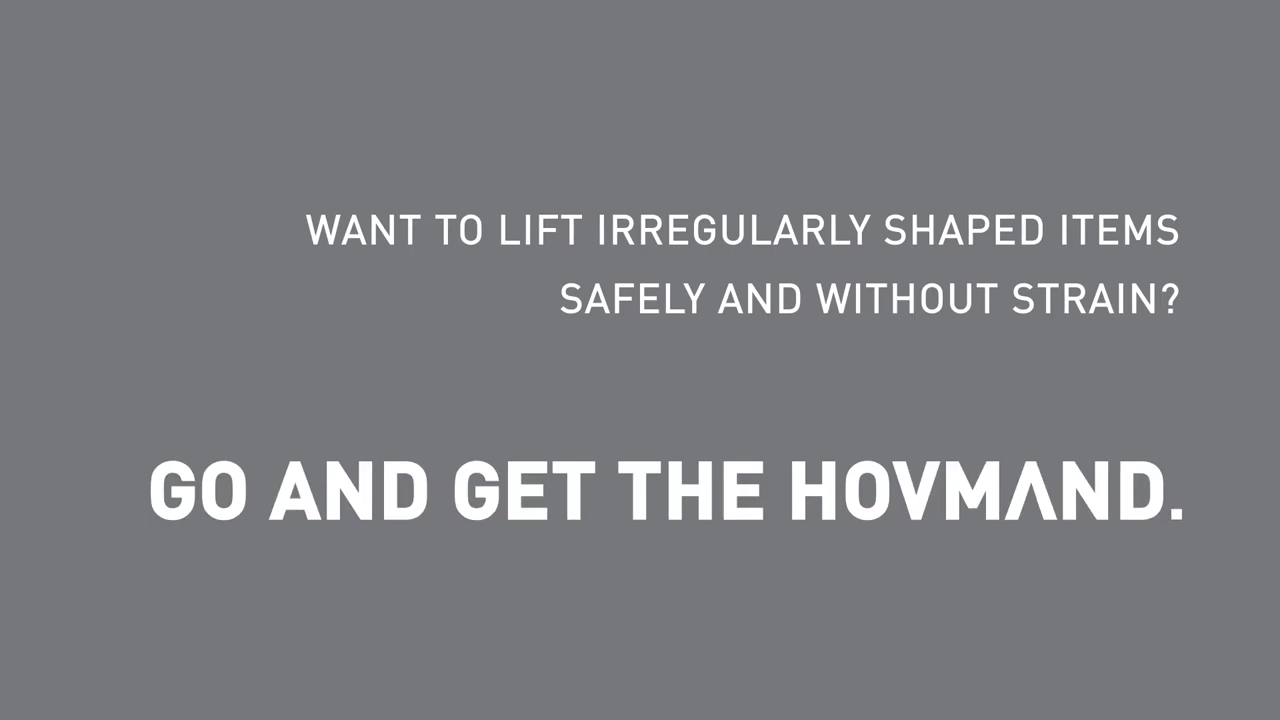 WANT TO LIFT IRREGULARLY SHAPED ITEMS
SAFELY AND WITHOUT STRAIN?
GO AND GET THE HOVMAND.